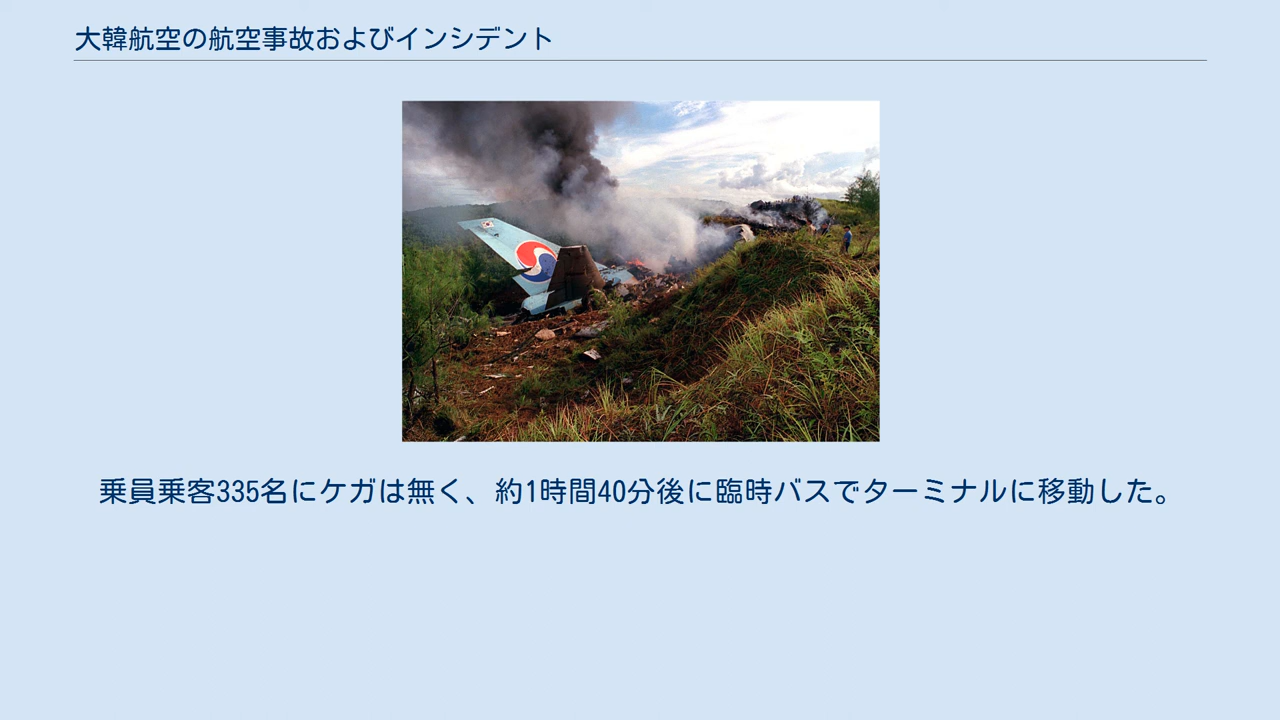 大韓航空の航空事故およびインシデント
乗員乗客335名にケガは無く、約1時間40分後に臨時バスでターミナルに移動した。